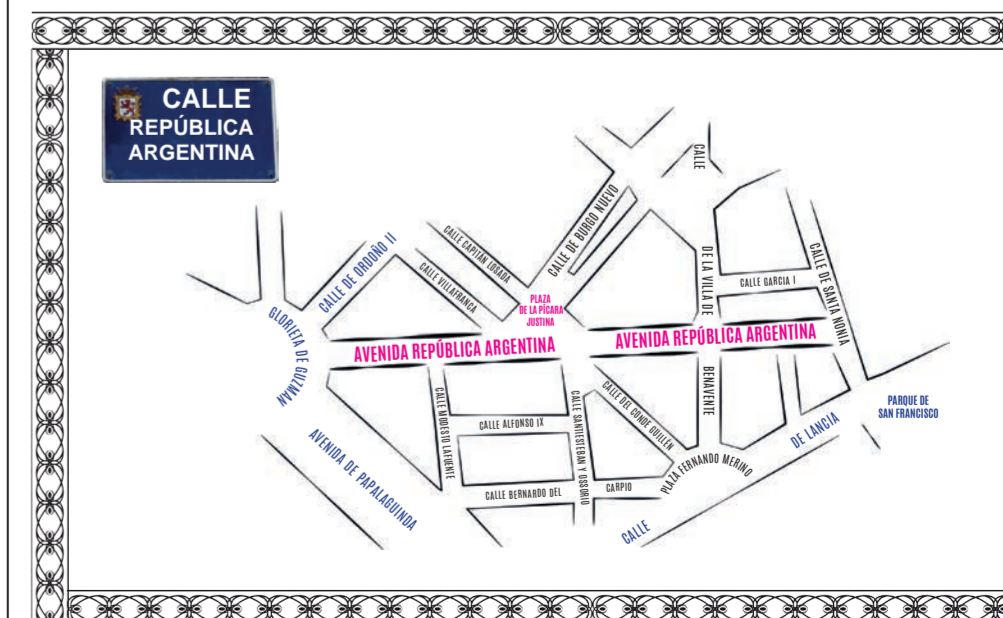 CALLE
REPÚBLICA
ARGENTINA
CALLE
CALLE DE BURGO NUEVO
CALLE DE ORDOÑO II
CALLE CAPITÁN LOSADA
CALLE VILLAFRANCA
DE LA VILLA DE
CALLE GARCIA I
CALLE DE SANTA NONIA
PLAZA
DE LA PÍCARA
JUSTINA
GLORIETA DE GUZMAN
AVENIDA REPÚBLICA ARGENTINA
AVENIDA REPÚBLICA ARGENTINA
BENAVENTE
CALLE MODESTO LAFUENTE
CALLE ALFONSO IX
CALLE SANTIESTEBAN Y OSSORIO
CALLE DEL CONDE GUILLÉN
PARQUE DE
SAN FRANCISCO
DE LANCIA
AVENIDA DE PAPALAGUINDA
PLAZA FERNANDO MERINO
CALLE BERNARDO DEL
CARPIO
CALLE